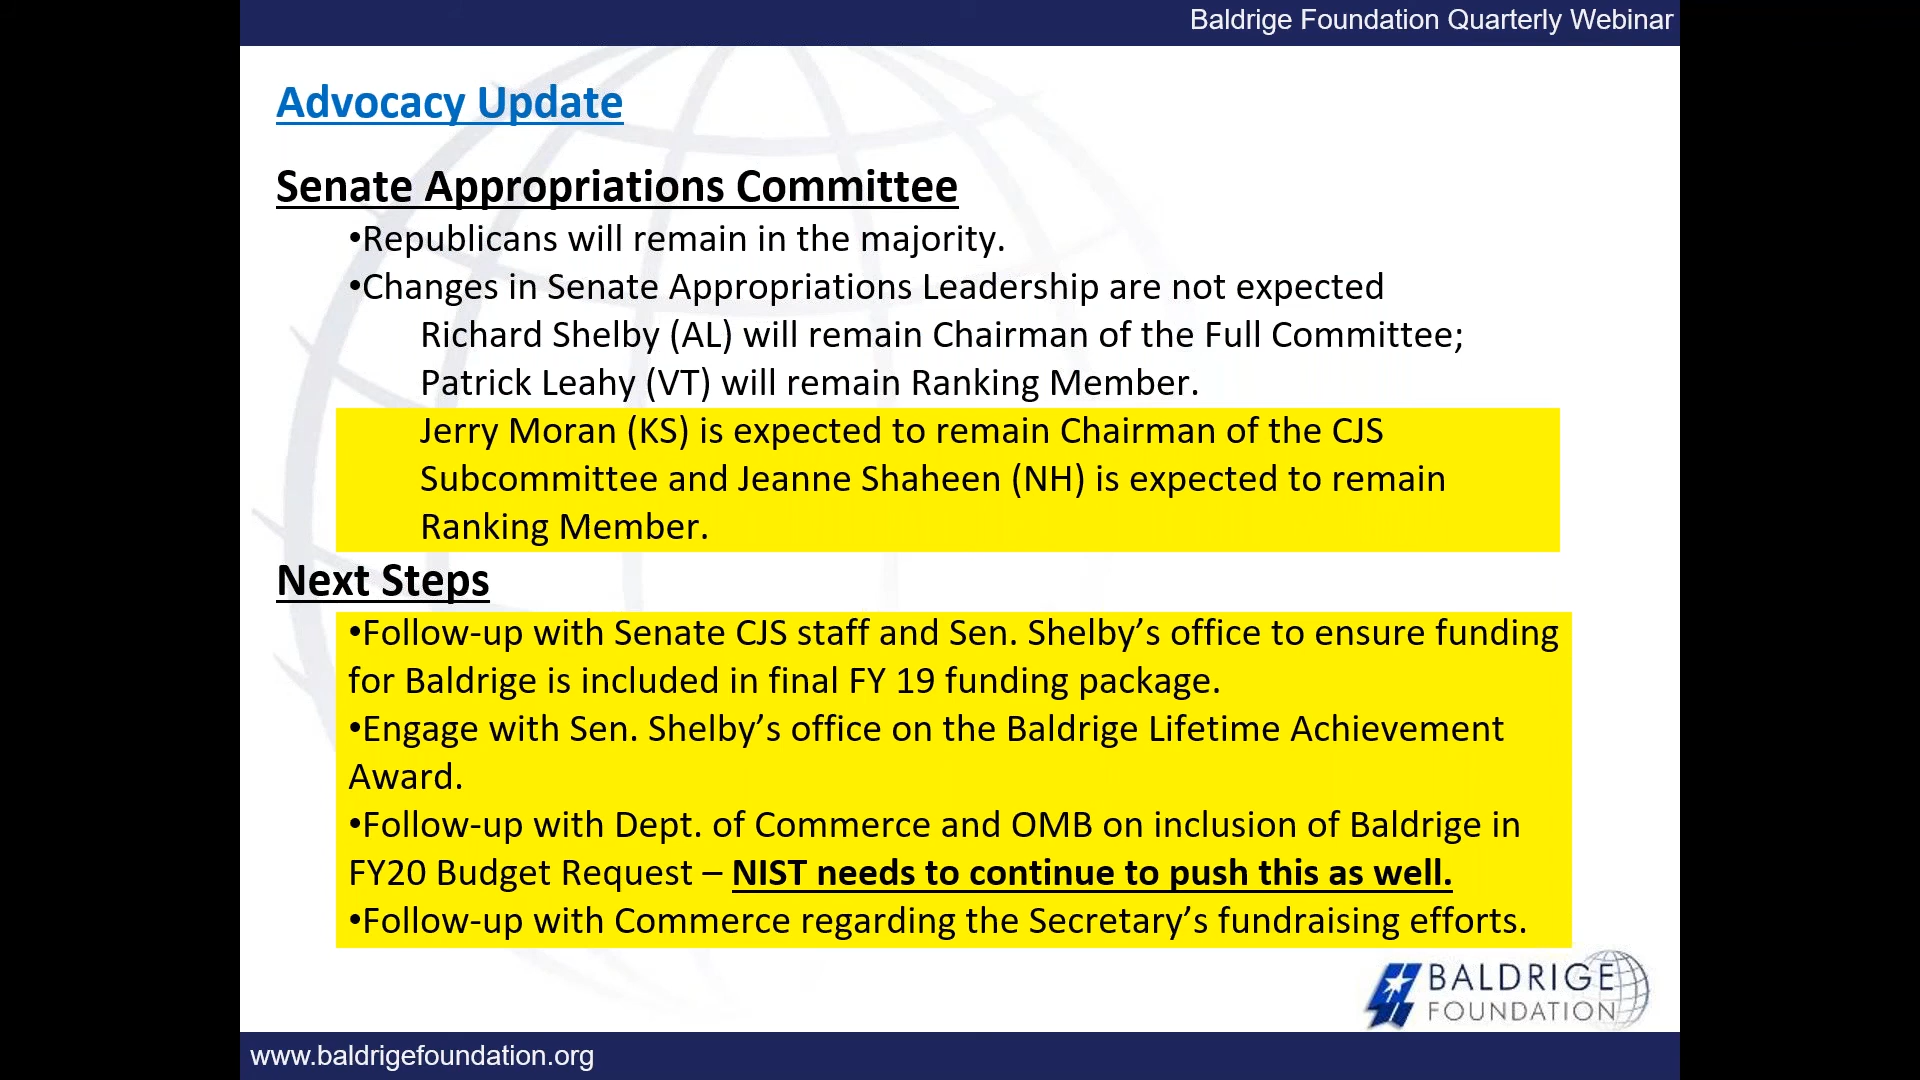 Baldrige Foundation Quarterly Webinar
Advocacy Update
Senate Appropriations Committee
•Republicans will remain in the majority.
•Changes in Senate Appropriations Leadership are not expected
Richard Shelby (AL) will remain Chairman of the Full Committee;
Patrick Leahy (VT) will remain Ranking Member.
Jerry Moran (KS) is expected to remain Chairman of the CJS
Subcommittee and Jeanne Shaheen (NH) is expected to remain
Ranking Member.
Next Steps
•Follow-up with Senate CJS staff and Sen. Shelby’s office to ensure funding
for Baldrige is included in final FY 19 funding package.
•Engage with Sen. Shelby’s office on the Baldrige Lifetime Achievement
Award.
•Follow-up with Dept. of Commerce and OMB on inclusion of Baldrige in
FY20 Budget Request – NIST needs to continue to push this as well.
•Follow-up with Commerce regarding the Secretary’s fundraising efforts.
BALDRIGE
FOUNDATION
www.baldrigefoundation.org